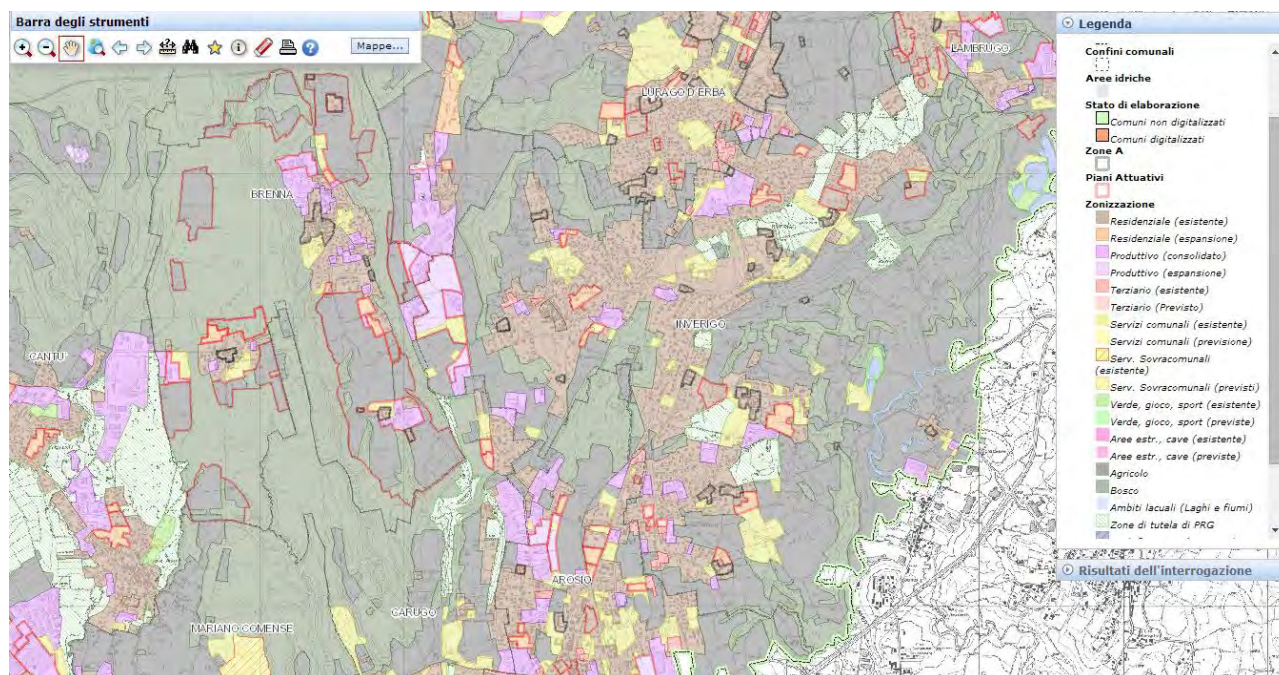 Barra degli strumenti
Mappe...
Legenda
Confini comunali
Aree idriche
Stato di elaborazione
Comuni non digitalizzati
Comuni digitalizzati
Zone A
Piani Attuativi
Zonizzazione
Residenziale (esistente)
Residenziale (espansione)
Produttivo (consolidato)
Produttivo (espansione)
Terziario (esistente)
Terziario (Previsto)
Servizi comunali (esistente)
Servizi comunali (previsione)
Serv. Sovracomunali
(esistente)
Serv. Sovracomunali (previsti)
Verde, gioco, sport (esistente)
Verde, gioco, sport (previste)
Aree estr., cave (esistente)
Aree estr., cave (previste)
Agricolo
Bosco
Ambiti lacuali (Laghi e fiumi)
Zone di tutela di PRG
Risultati dell'interrogazione
LAMBRUGO
LURAGO D'ERBA
BRENNA
INVERIGO
CANTU'
AROSIO
CARUGO
MARIANO COMENSE